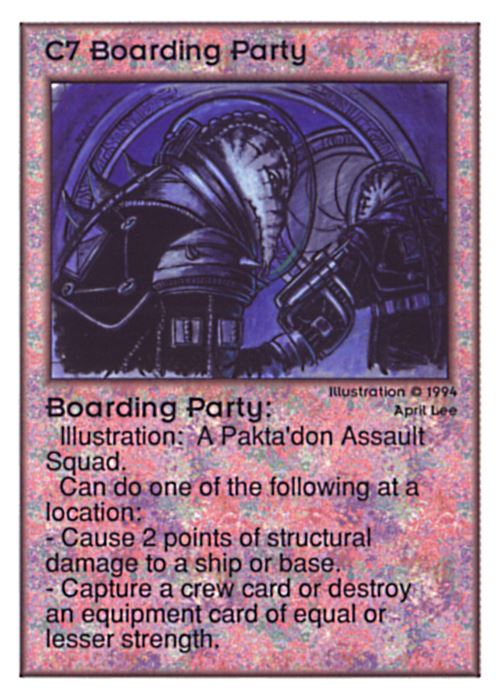 C7 Boarding Party
Illustration © 1994
April Lee
Boarding Party:
Illustration: A Pakta'don Assault
Squad.
Can do one of the following at a
location:
- Cause 2 points of structural
damage to a ship or base.
- Capture a crew card or destroy
an equipment card of equal or
lesser strength.